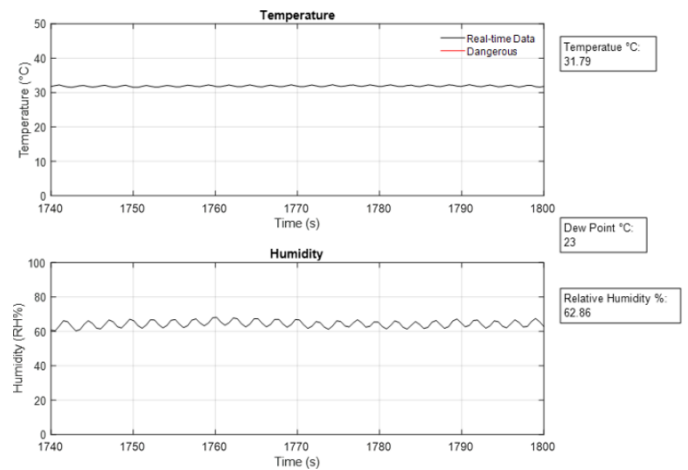 Temperature
Real-time Data
Dangerous
Temperature (°C)
50
40
30
20
10
0
1740 1750 1760 1770 1780 1790 1800
Time (s)
Temperatue °C:
31.79
Dew Point °C:
23
Humidity
Humidity (RH%)
100
80
60
40
20
0
1740 1750 1760 1770 1780 1790 1800
Time (s)
Relative Humidity %:
62.86